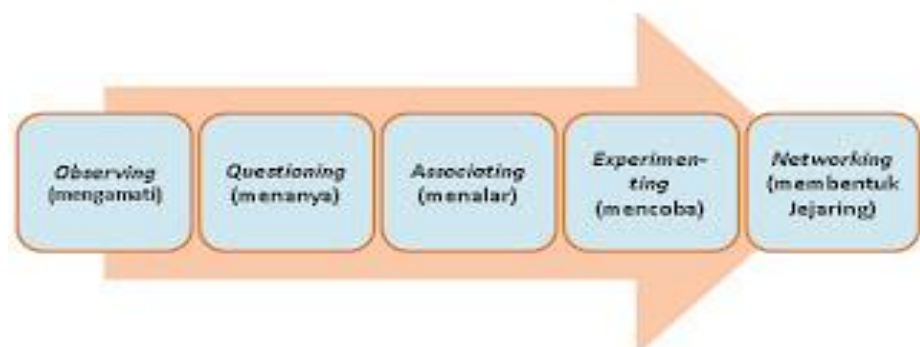 Observing
(mengamati)
Questioning
(menanya)
Associating
(menalar)
Experimen-
ting
(mencoba)
Networking
(membentuk
Jejaring)